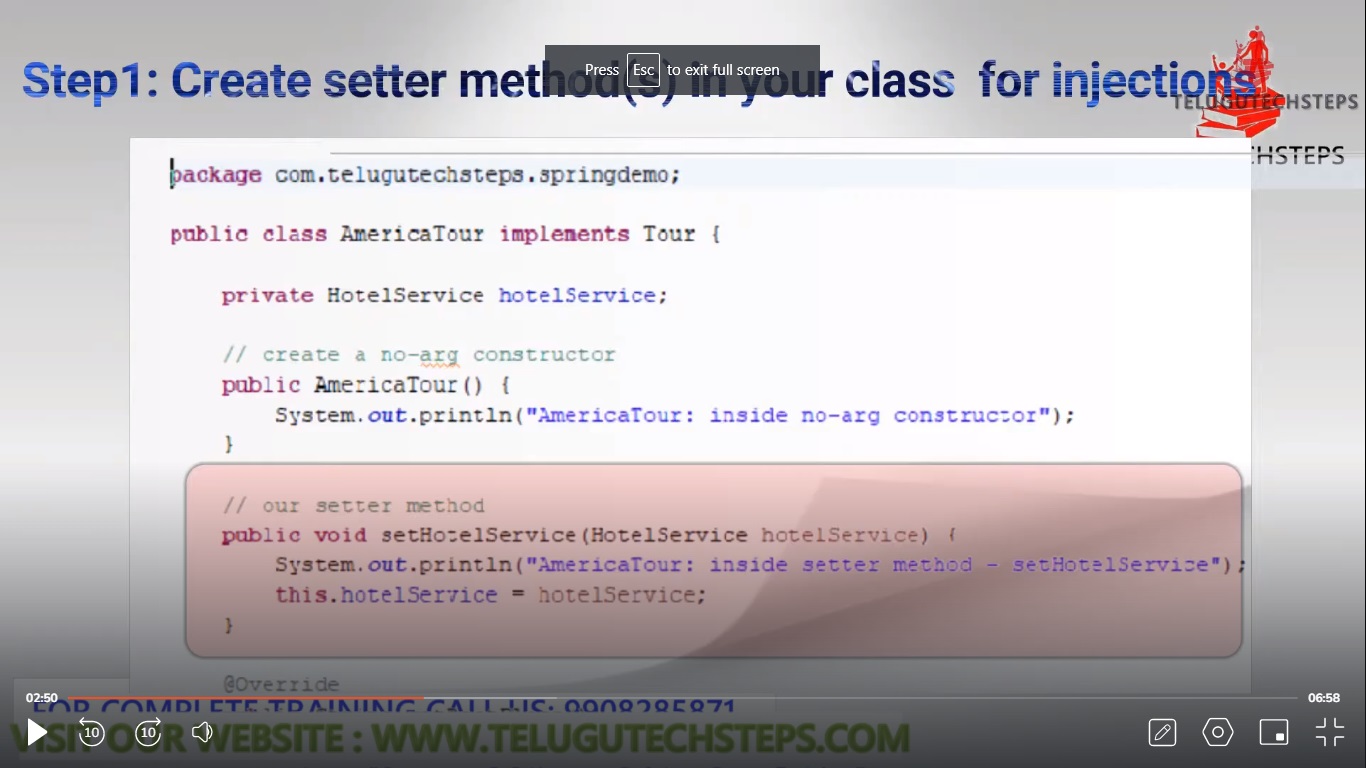 Press Esc to exit full screen
Step1: Create setter method(s) in your class for injections
TELUGUTECHSTEPS
CHSTEPS
package com.telugutechsteps.springdemo;
public class AmericaTour implements Tour {
private HotelService hotelService;
// create a no-arg constructor
public AmericaTour() {
System.out.println("AmericaTour: inside no-arg constructor");
}
// our setter method
public void setHotelService(HotelService hotelService) {
System.out.println("AmericaTour: inside setter method - setHotelService");
this.hotelService = hotelService;
}
@Override
02:50
06:58
FOR COMPLETE TRAINING CALL US: 9908285871
10
10
VISIT OUR WEBSITE : WWW.TELUGUTECHSTEPS.COM